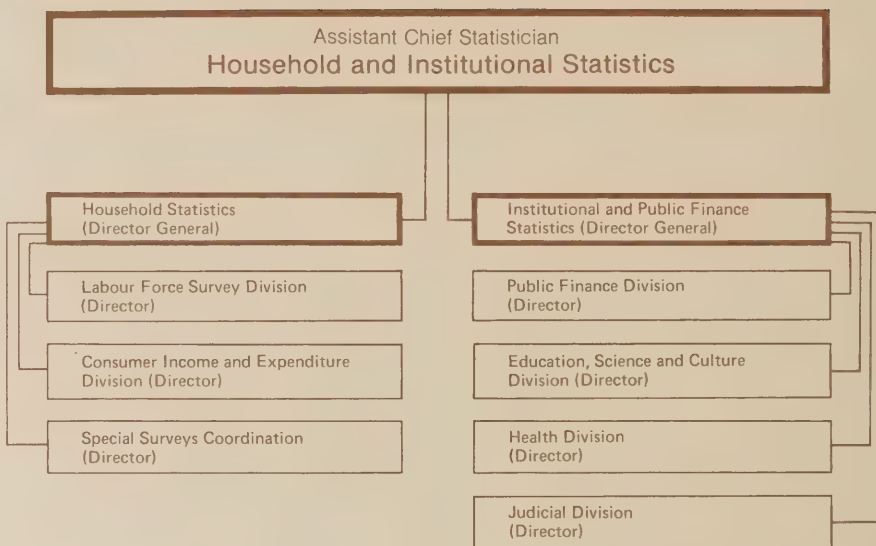 Assistant Chief Statistician
Household and Institutional Statistics
Household Statistics
(Director General)
Labour Force Survey Division
(Director)
Consumer Income and Expenditure
Division (Director)
Special Surveys Coordination
(Director)
Institutional and Public Finance
Statistics (Director General)
Public Finance Division
(Director)
Education, Science and Culture
Division (Director)
Health Division
(Director)
Judicial Division
(Director)